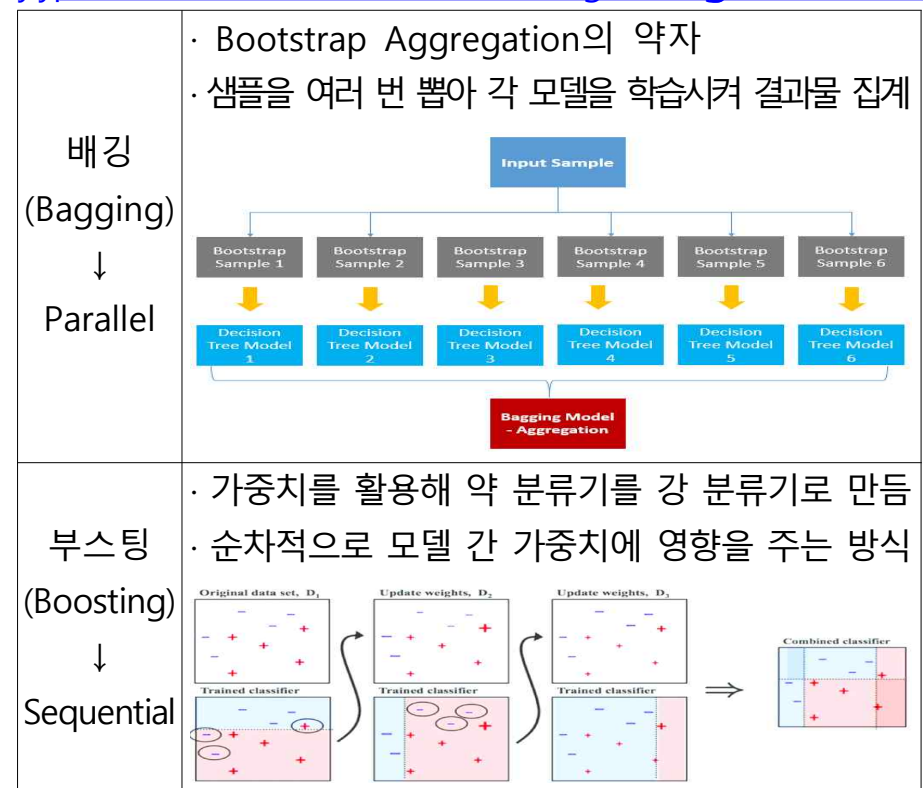 배깅
(Bagging)
↓
Parallel
· Bootstrap Aggregation의 약자
· 샘플을 여러 번 뽑아 각 모델을 학습시켜 결과물 집계
Input Sample
Bootstrap Sample 1
Bootstrap Sample 2
Bootstrap Sample 3
Bootstrap Sample 4
Bootstrap Sample 5
Bootstrap Sample 6
Decision Tree Model 1
Decision Tree Model 2
Decision Tree Model 3
Decision Tree Model 4
Decision Tree Model 5
Decision Tree Model 6
Bagging Model
- Aggregation
부스팅
(Boosting)
↓
Sequential
· 가중치를 활용해 약 분류기를 강 분류기로 만듬
· 순차적으로 모델 간 가중치에 영향을 주는 방식
Original data set, D₁
Update weights, D₂
Update weights, D₃
Combined classifier
Trained classifier
Trained classifier
Trained classifier